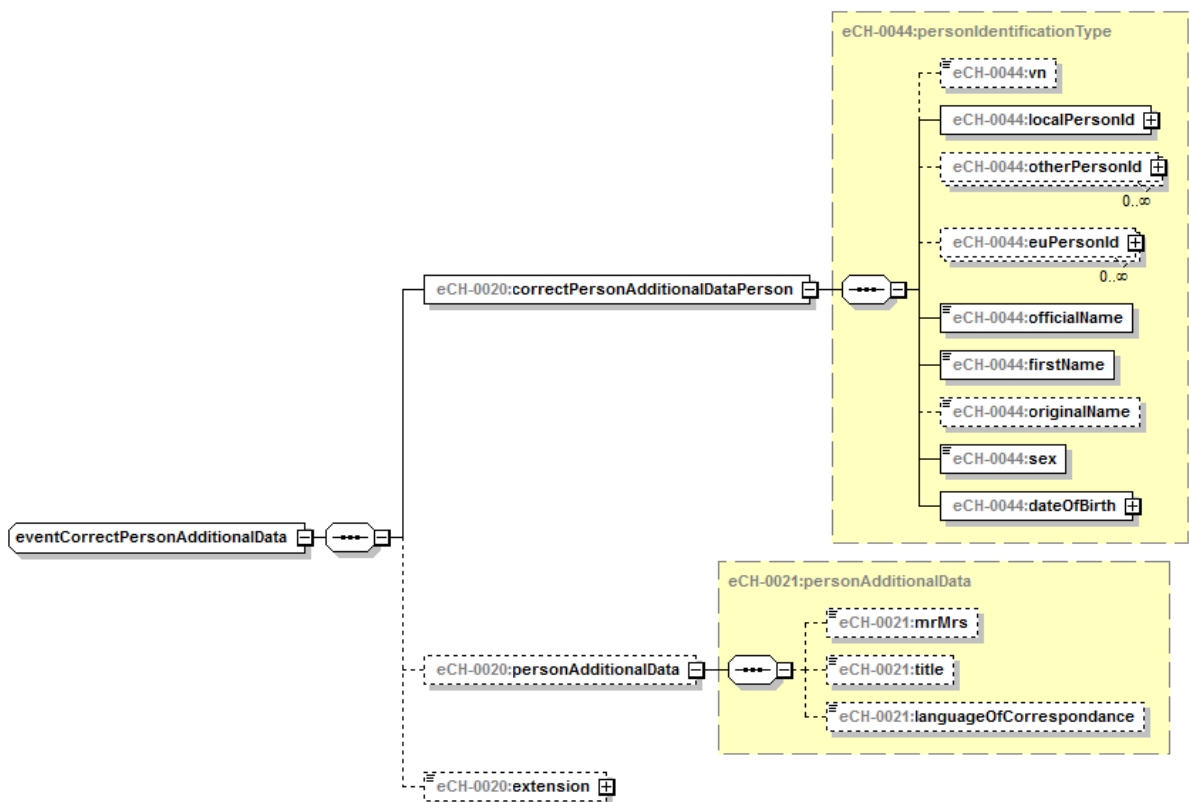 eCH-0044:personIdentificationType
eCH-0044:vn
eCH-0044:localPersonId
eCH-0044:otherPersonId
0..∞
eCH-0044:euPersonId
0..∞
eCH-0020:correctPersonAdditionalDataPerson
eCH-0044:officialName
eCH-0044:firstName
eCH-0044:originalName
eCH-0044:sex
eCH-0044:dateOfBirth
eventCorrectPersonAdditionalData
eCH-0021:personAdditionalData
eCH-0021:mrMrs
eCH-0020:personAdditionalData
eCH-0021:title
eCH-0021:languageOfCorrespondance
eCH-0020:extension